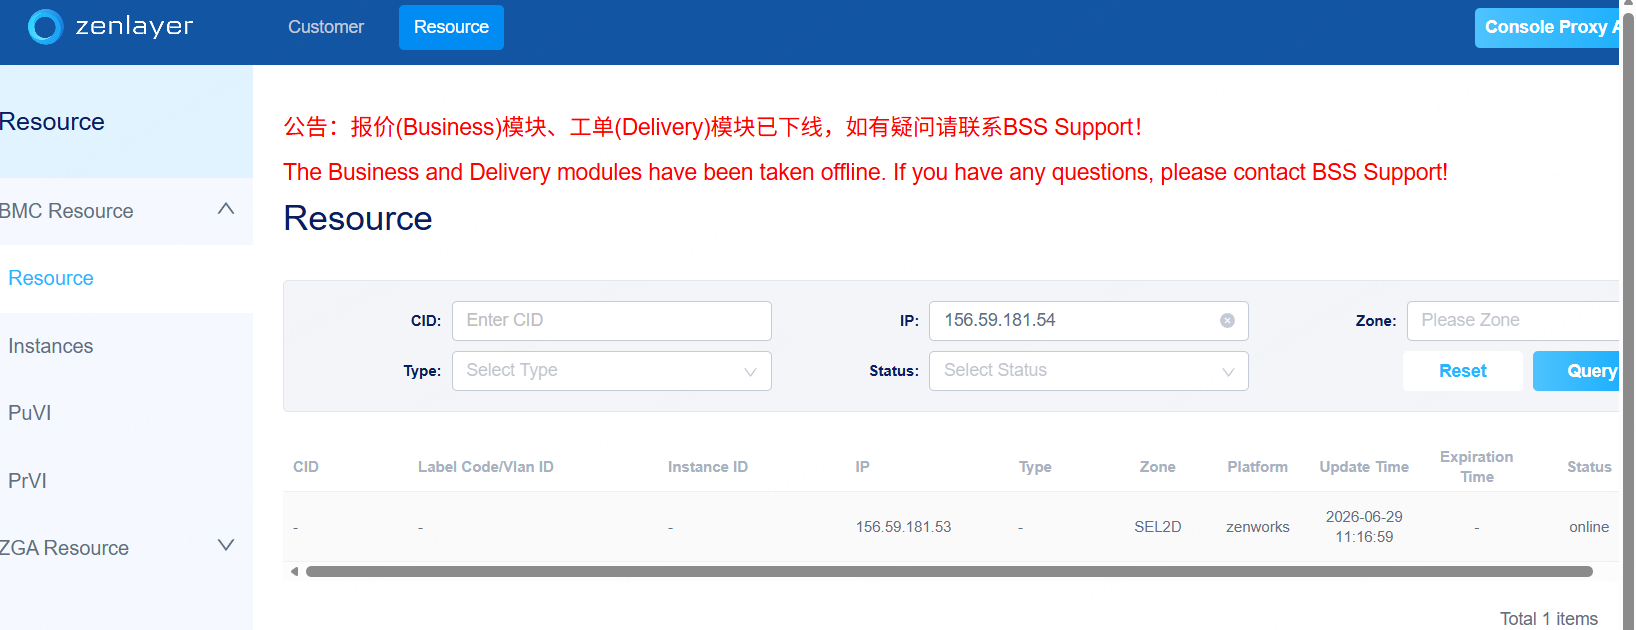 zenlayer
Customer
Resource
Console Proxy A
Resource
BMC Resource
Resource
Instances
PuVI
PrVI
ZGA Resource
公告：报价(Business)模块、工单(Delivery)模块已下线，如有疑问请联系BSS Support！
The Business and Delivery modules have been taken offline. If you have any questions, please contact BSS Support!
Resource
CID: Enter CID
IP: 156.59.181.54
Zone: Please Zone
Type: Select Type
Status: Select Status
Reset
Query
CID Label Code/Vlan ID Instance ID IP Type Zone Platform Update Time Expiration Time Status
- - - 156.59.181.53 - SEL2D zenworks 2026-06-29 11:16:59 - online
Total 1 items